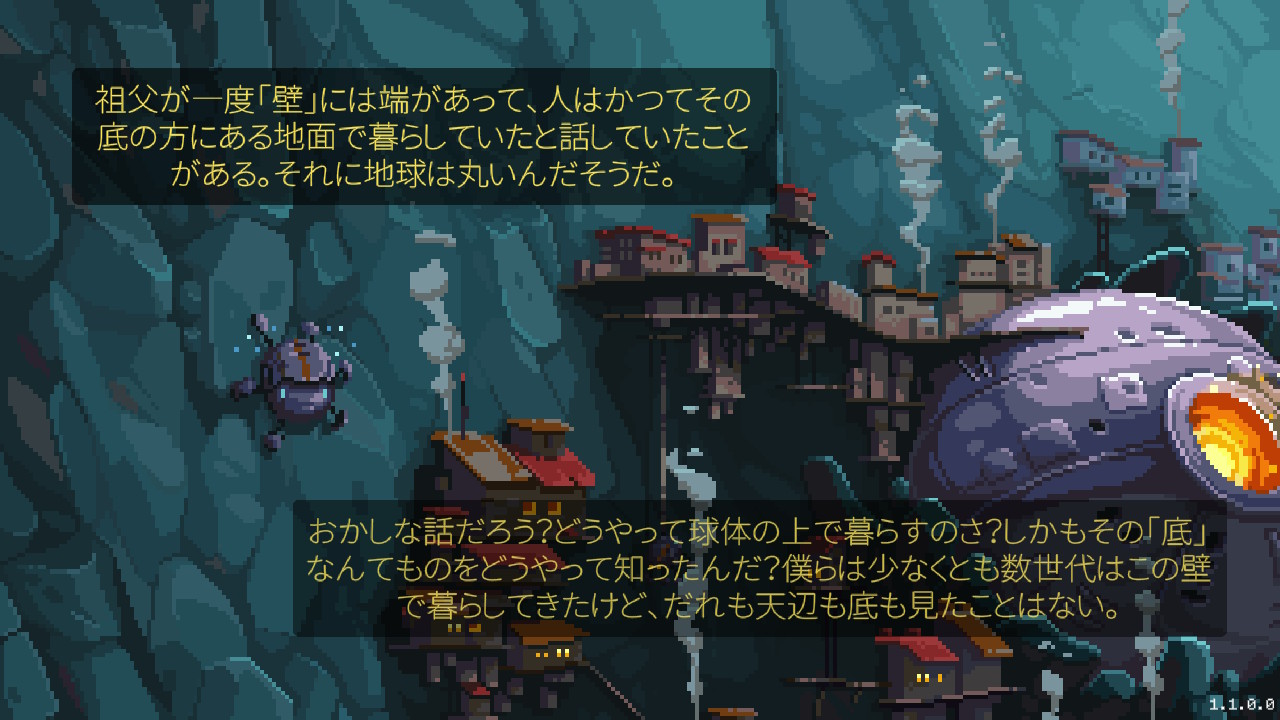 祖父が一度「壁」には端があって、人はかつてその
底の方にある地面で暮らしていたと話していたこと
がある。それに地球は丸いんだそうだ。
おかしな話だろう?どうやって球体の上で暮らすのさ?しかもその「底」
なんてものをどうやって知ったんだ?僕らは少なくとも数世代はこの壁
で暮らしてきたけど、だれも天辺も底も見たことはない。
1.1.0.0